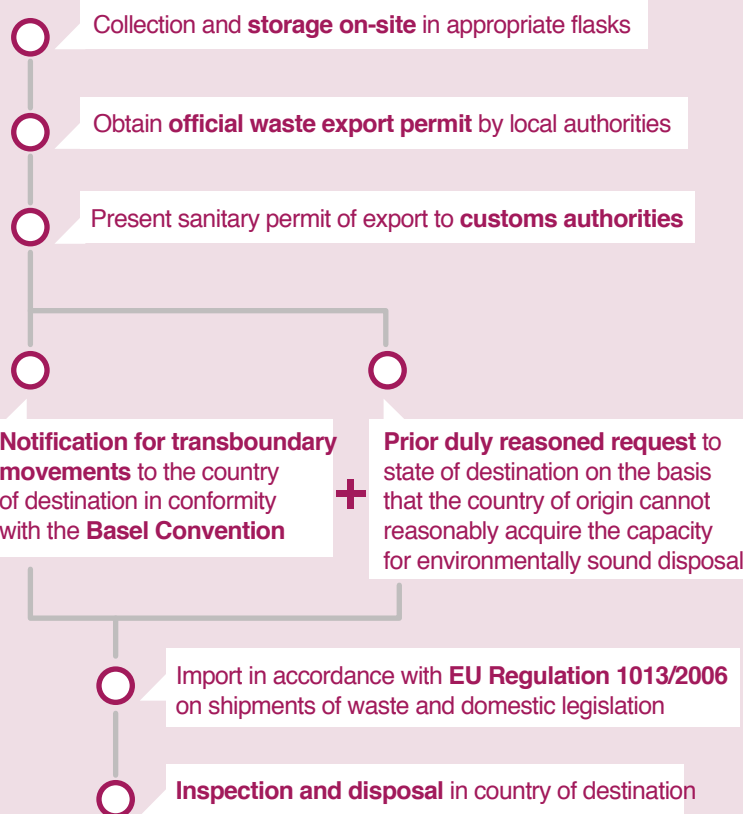 Collection and storage on-site in appropriate flasks
Obtain official waste export permit by local authorities
Present sanitary permit of export to customs authorities
Notification for transboundary
movements to the country
of destination in conformity
with the Basel Convention
+
Prior duly reasoned request to
state of destination on the basis
that the country of origin cannot
reasonably acquire the capacity
for environmentally sound disposal
Import in accordance with EU Regulation 1013/2006
on shipments of waste and domestic legislation
Inspection and disposal in country of destination